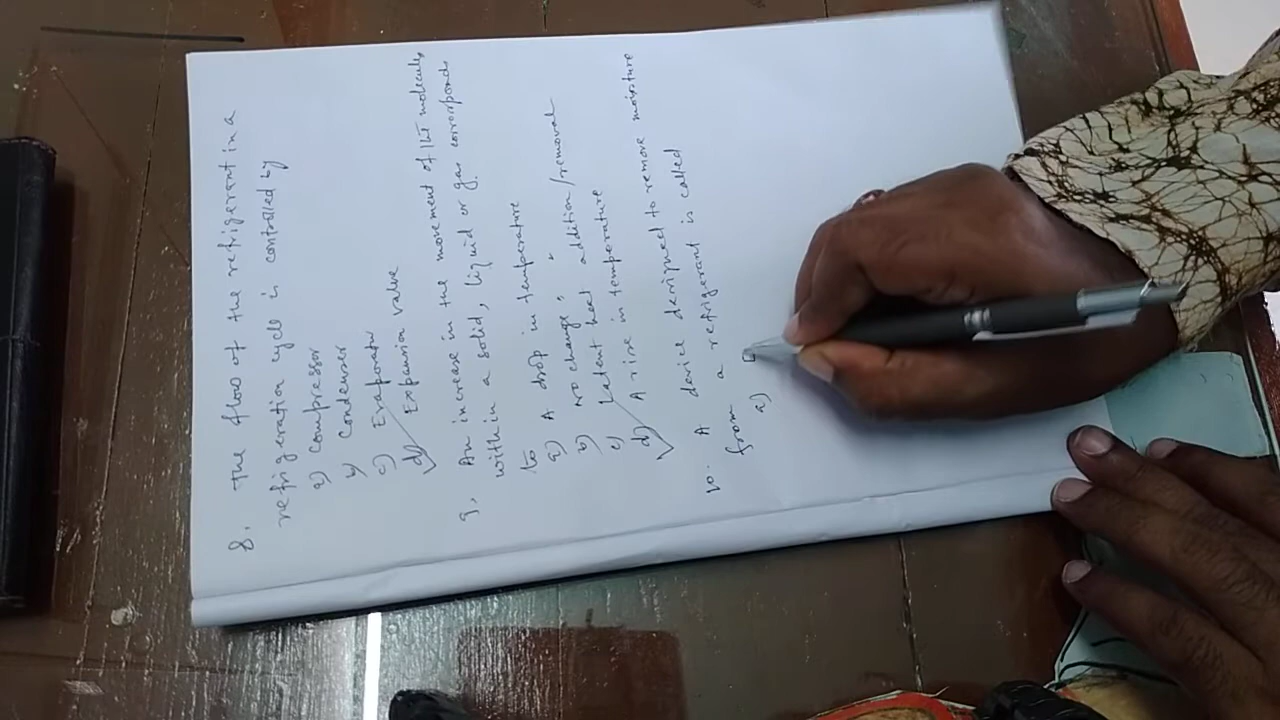 8. The flow of the refrigerant in a
refrigeration cycle is controlled by
a) Compressor
b) Condenser
c) Evaporator
d) Expansion valve
9. An increase in the movement of the molecules
within a solid, liquid or gas corresponds
to
a) A drop in temperature
b) No change " "
c) Latent heat addition/removal
d) A rise in temperature
10. A device designed to remove moisture
from a refrigerant is called
a)